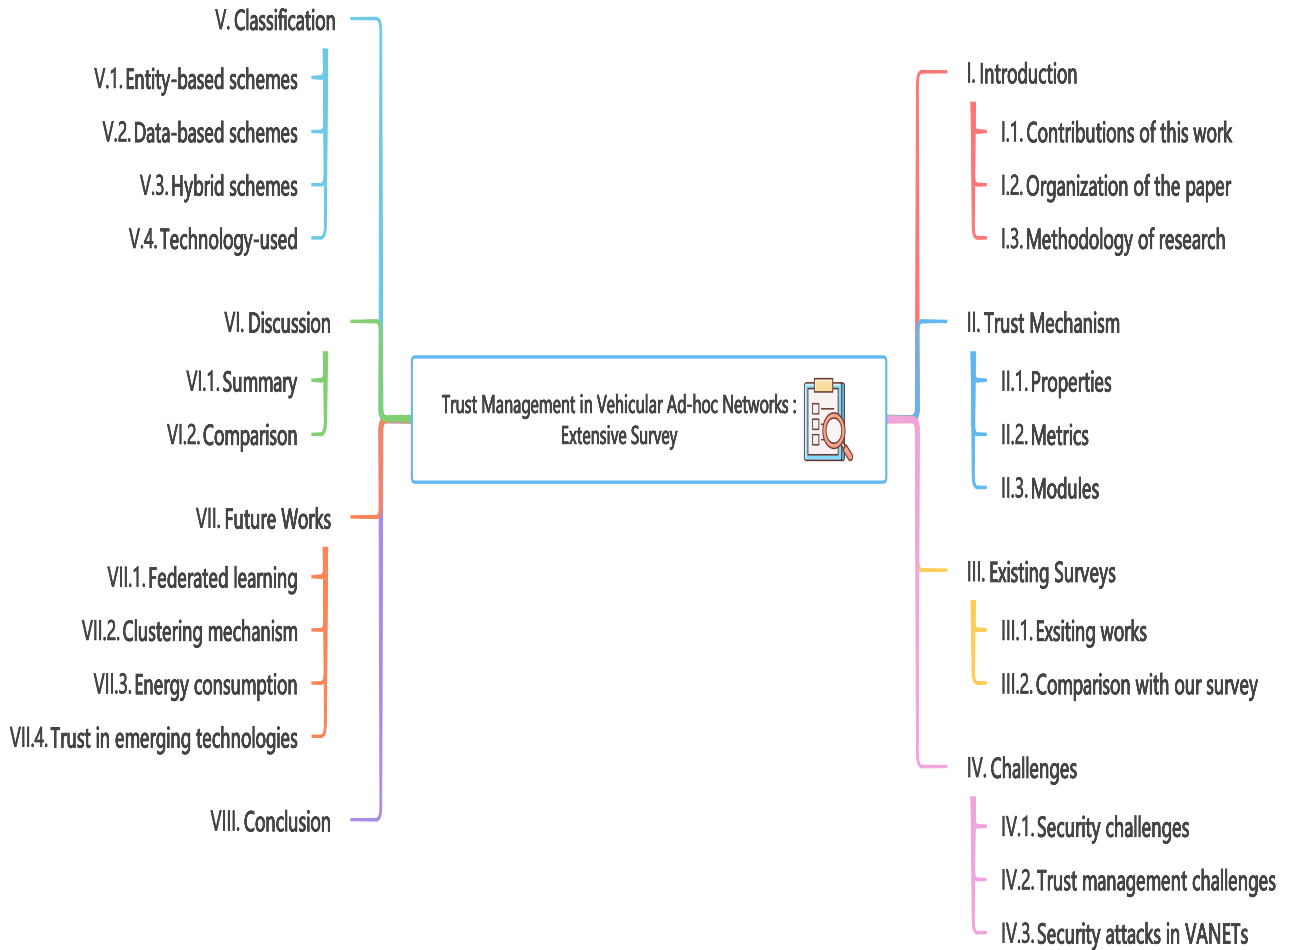 Trust Management in Vehicular Ad-hoc Networks :
Extensive Survey
I. Introduction
I.1. Contributions of this work
I.2. Organization of the paper
I.3. Methodology of research
II. Trust Mechanism
II.1. Properties
II.2. Metrics
II.3. Modules
III. Existing Surveys
III.1. Exsiting works
III.2. Comparison with our survey
IV. Challenges
IV.1. Security challenges
IV.2. Trust management challenges
IV.3. Security attacks in VANETs
V. Classification
V.1. Entity-based schemes
V.2. Data-based schemes
V.3. Hybrid schemes
V.4. Technology-used
VI. Discussion
VI.1. Summary
VI.2. Comparison
VII. Future Works
VII.1. Federated learning
VII.2. Clustering mechanism
VII.3. Energy consumption
VII.4. Trust in emerging technologies
VIII. Conclusion